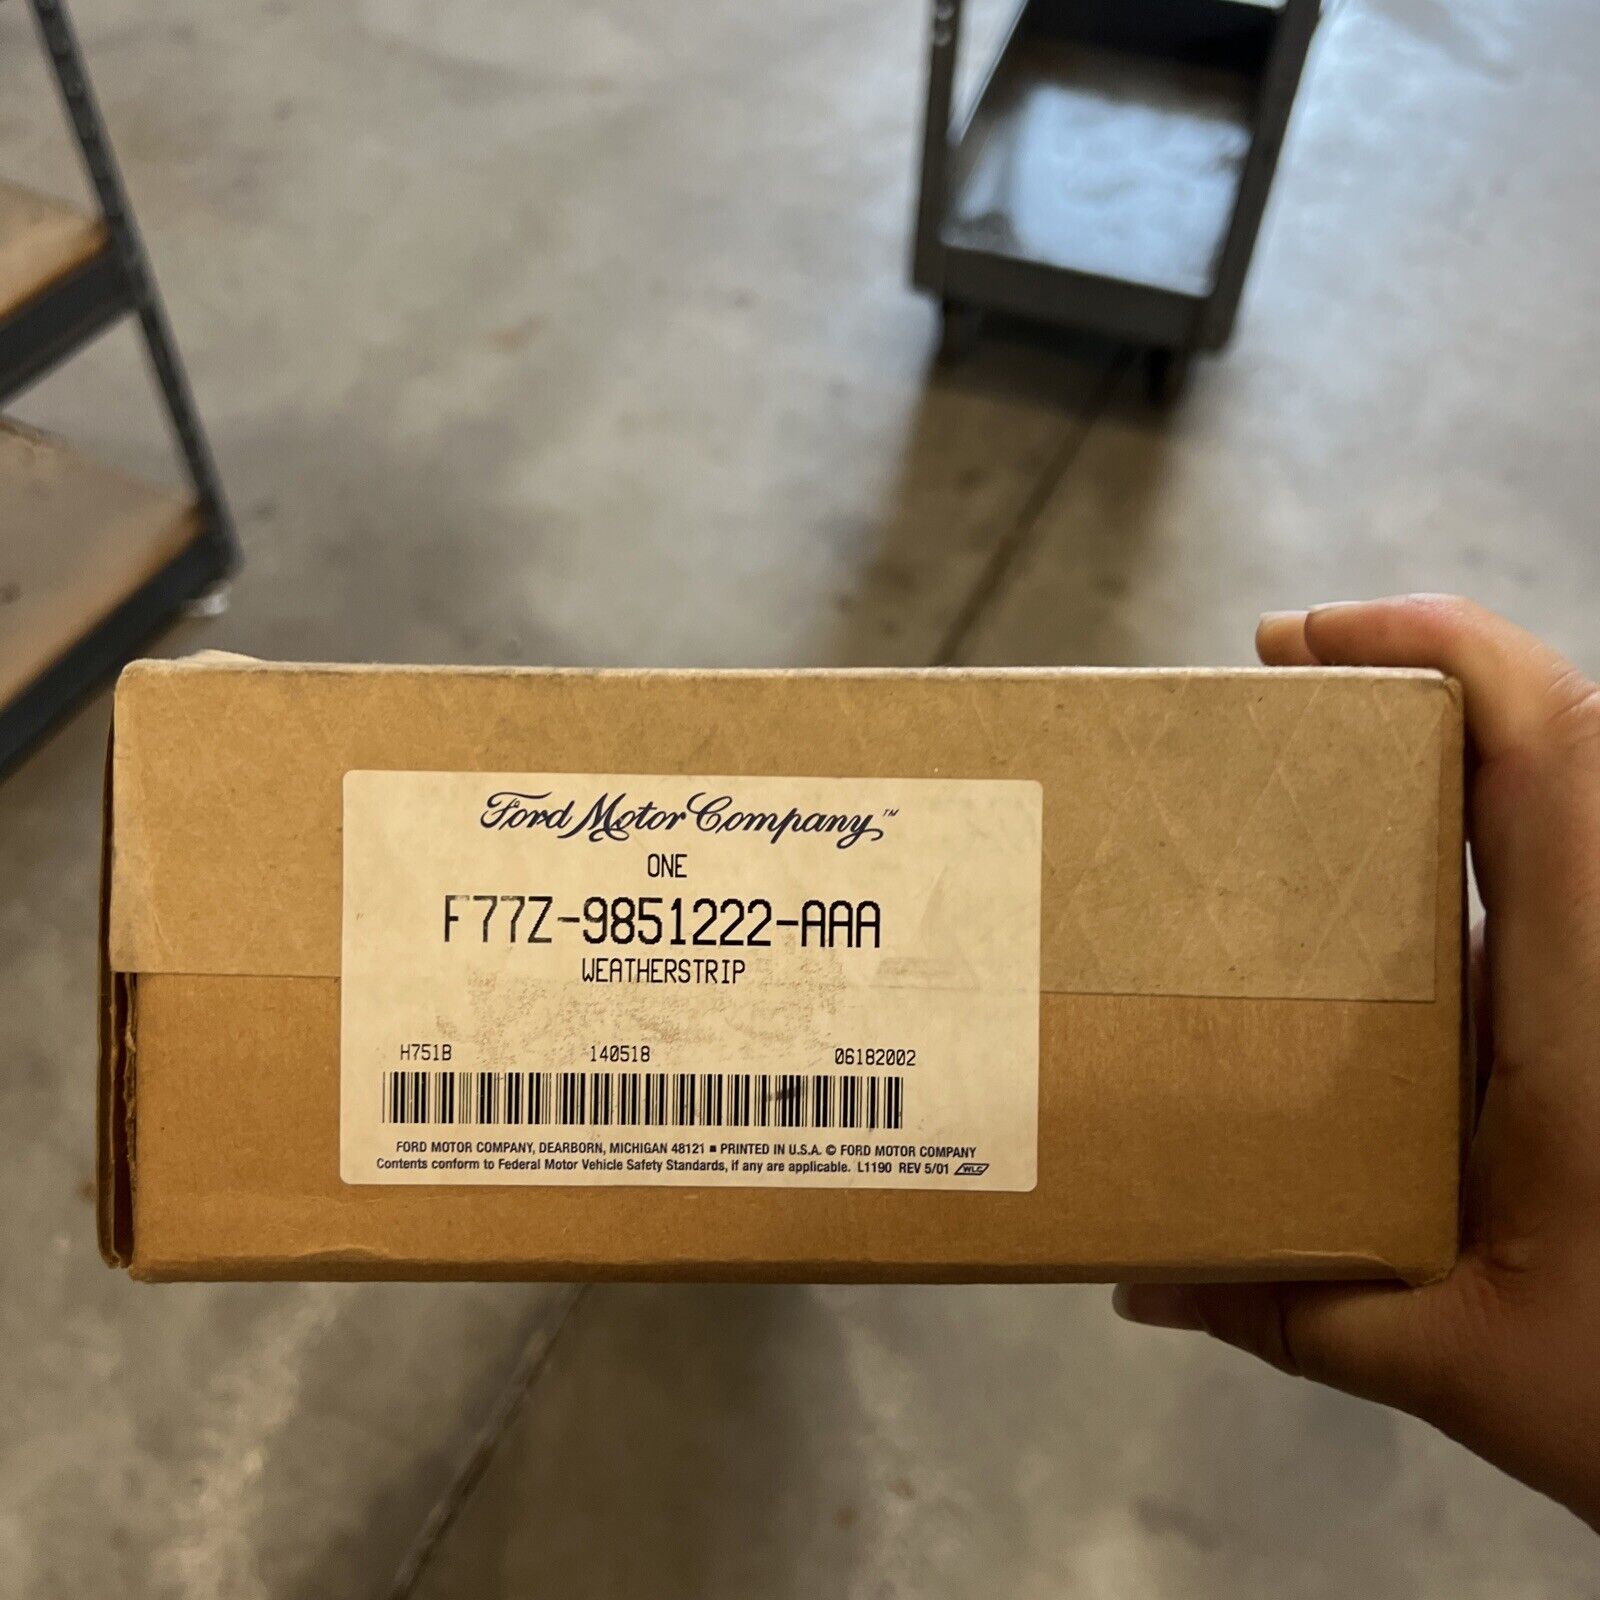 Ford Motor Company™
ONE
F77Z-9851222-AAA
WEATHERSTRIP
H751B 140518 06182002
FORD MOTOR COMPANY, DEARBORN, MICHIGAN 48121 ■ PRINTED IN U.S.A. © FORD MOTOR COMPANY
Contents conform to Federal Motor Vehicle Safety Standards, if any are applicable. L1190 REV 5/01 WLC